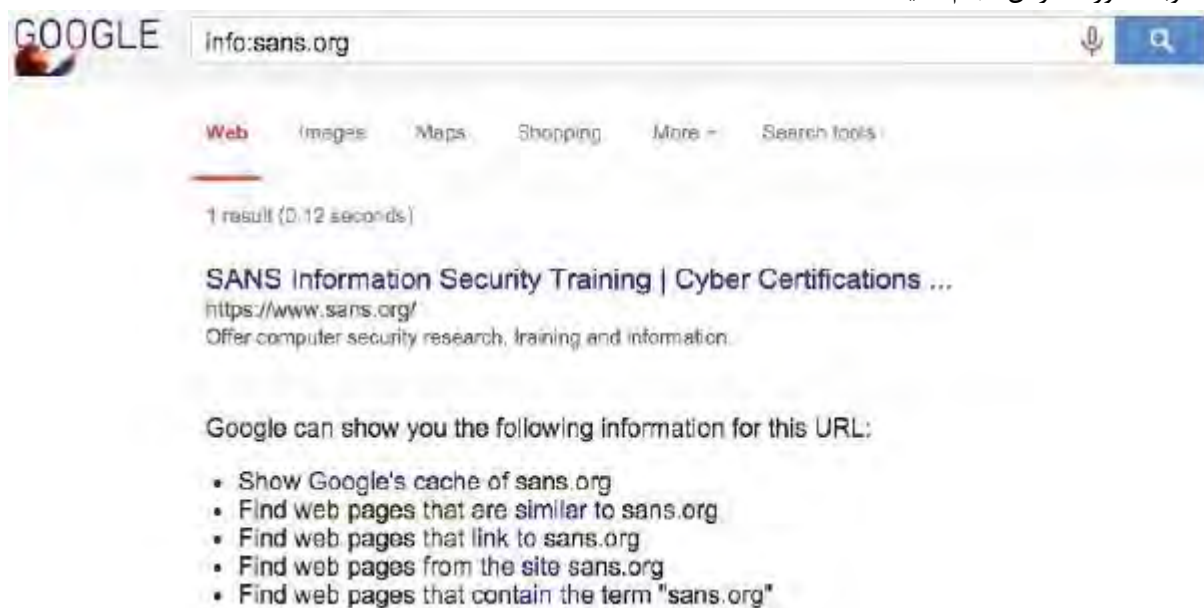 GOOGLE
info:sans.org
Web Images Maps Shopping More Search tools
1 result (0.12 seconds)
SANS Information Security Training | Cyber Certifications ...
https://www.sans.org/
Offer computer security research, training and information.
Google can show you the following information for this URL:
• Show Google's cache of sans.org
• Find web pages that are similar to sans.org
• Find web pages that link to sans.org
• Find web pages from the site sans.org
• Find web pages that contain the term "sans.org"